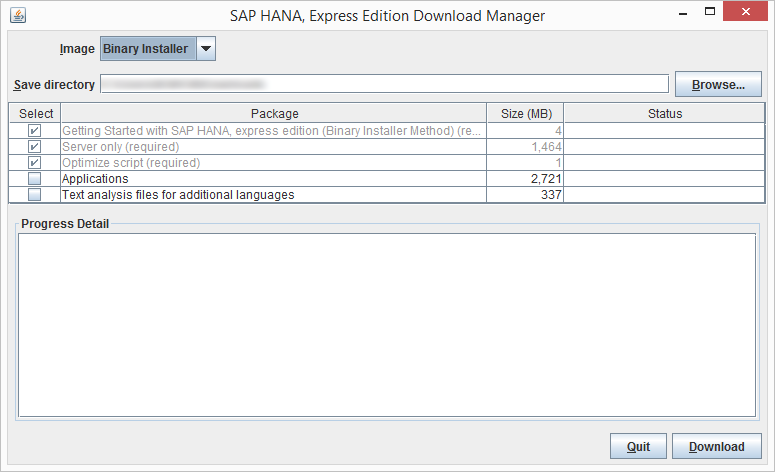 SAP HANA, Express Edition Download Manager
Image Binary Installer
Save directory Browse...
Select Package Size (MB) Status
Getting Started with SAP HANA, express edition (Binary Installer Method) (re... 4
Server only (required) 1,464
Optimize script (required) 1
Applications 2,721
Text analysis files for additional languages 337
Progress Detail
Quit Download